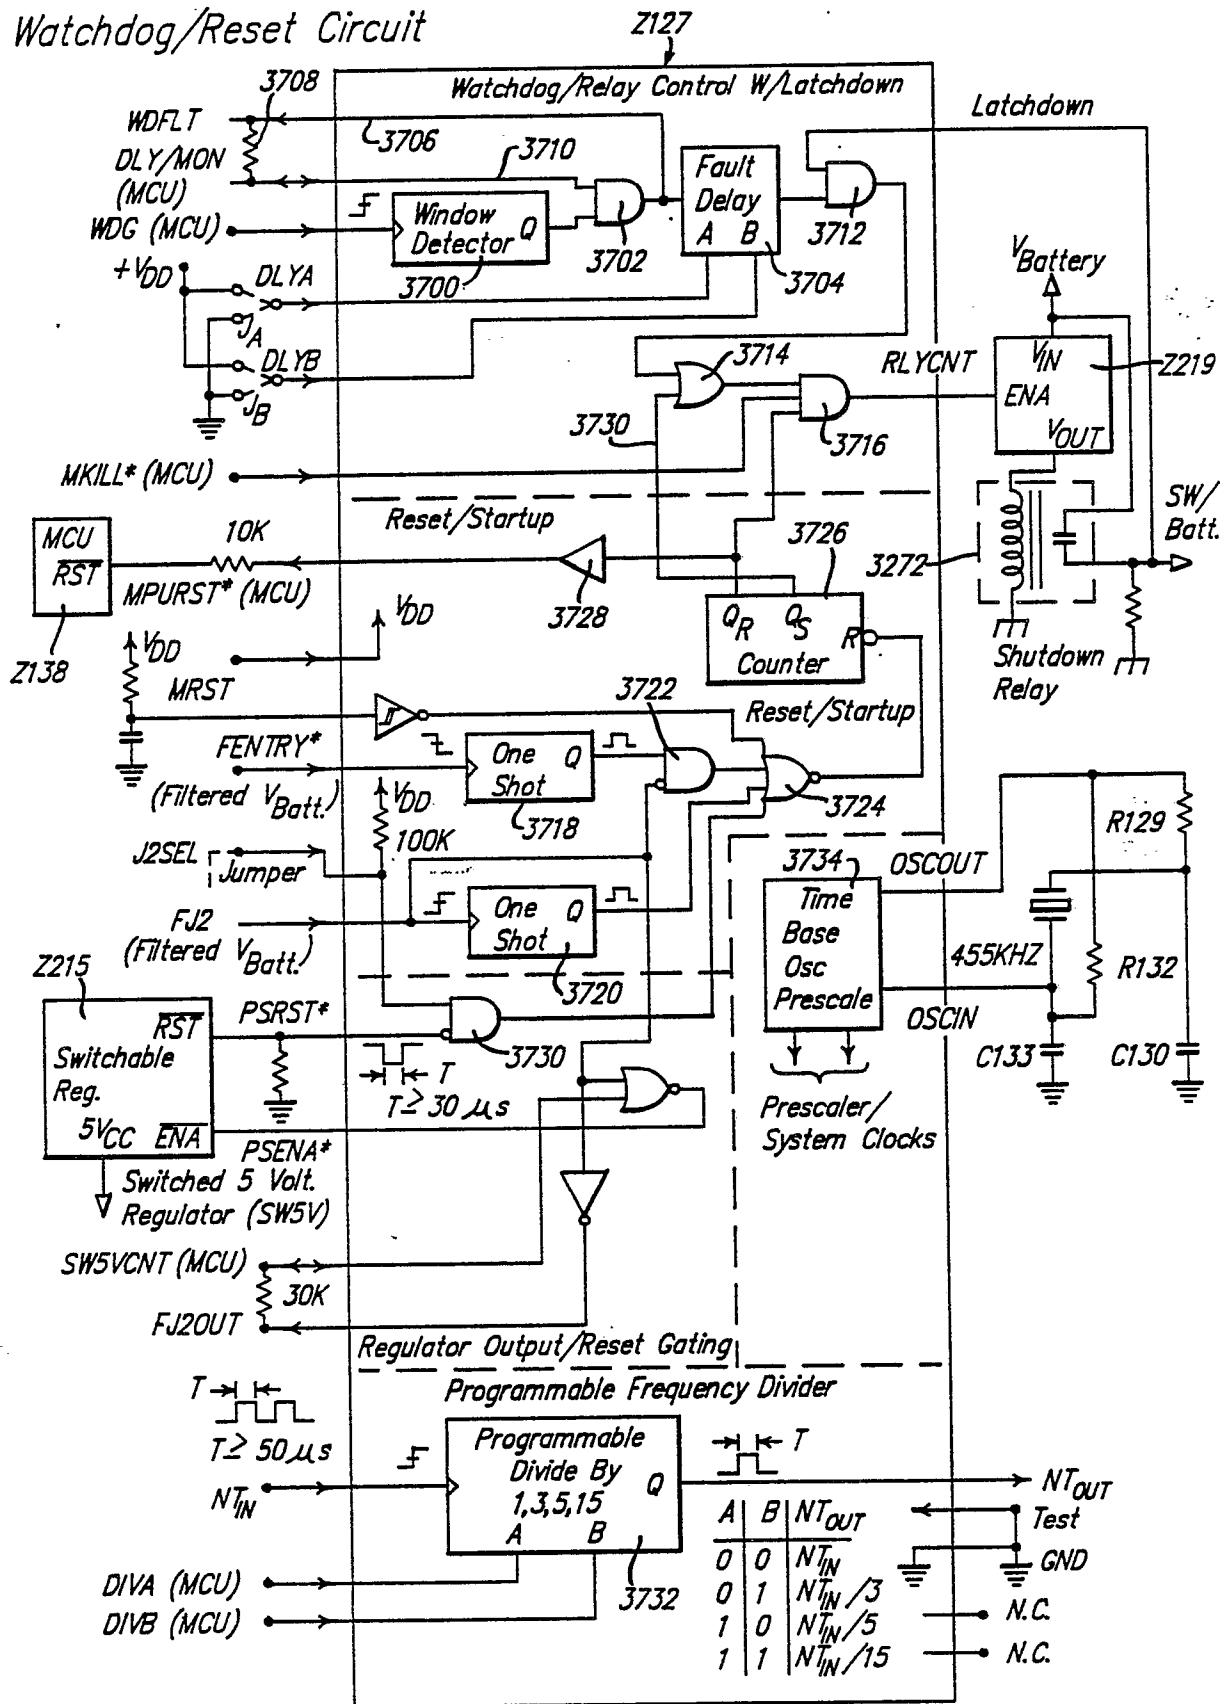 Watchdog/Reset Circuit
Z127
Watchdog/Relay Control W/Latchdown
3708
WDFLT
3706
Latchdown
DLY/MON
(MCU)
3710
Fault
Delay
A B
3712
WDG (MCU)
Window
Detector
Q
3700
3702
3704
+VDD
DLYA
JA
DLYB
JB
VBattery
3714
RLYCNT
VIN
ENA
VOUT
Z219
3730
3716
MKILL* (MCU)
Reset/Startup
SW/
Batt.
MCU
RST
10K
MPURST* (MCU)
3728
3726
3272
QR QS R
Counter
Z138
VDD
VDD
MRST
Shutdown
Relay
3722
Reset/Startup
FENTRY*
(Filtered VBatt.)
One
Shot
Q
3718
3724
VDD
100K
J2SEL
Jumper
R129
3734
OSCOUT
FJ2
(Filtered VBatt.)
One
Shot
Q
3720
Time
Base
Osc
Prescale
455KHZ
R132
OSCIN
Z215
PSRST*
RST
Switchable
Reg.
5VCC ENA
3730
T
T ≥ 30 μs
C133
C130
PSENA*
Switched 5 Volt.
Regulator (SW5V)
Prescaler/
System Clocks
SW5VCNT (MCU)
30K
FJ2OUT
Regulator Output/Reset Gating
Programmable Frequency Divider
T
T ≥ 50 μs
Programmable
Divide By
1,3,5,15
Q
A B
T
NTIN
NTOUT
Test
GND
A B NTOUT
0 0 NTIN
0 1 NTIN/3
1 0 NTIN/5
1 1 NTIN/15
DIVA (MCU)
DIVB (MCU)
3732
N.C.
N.C.